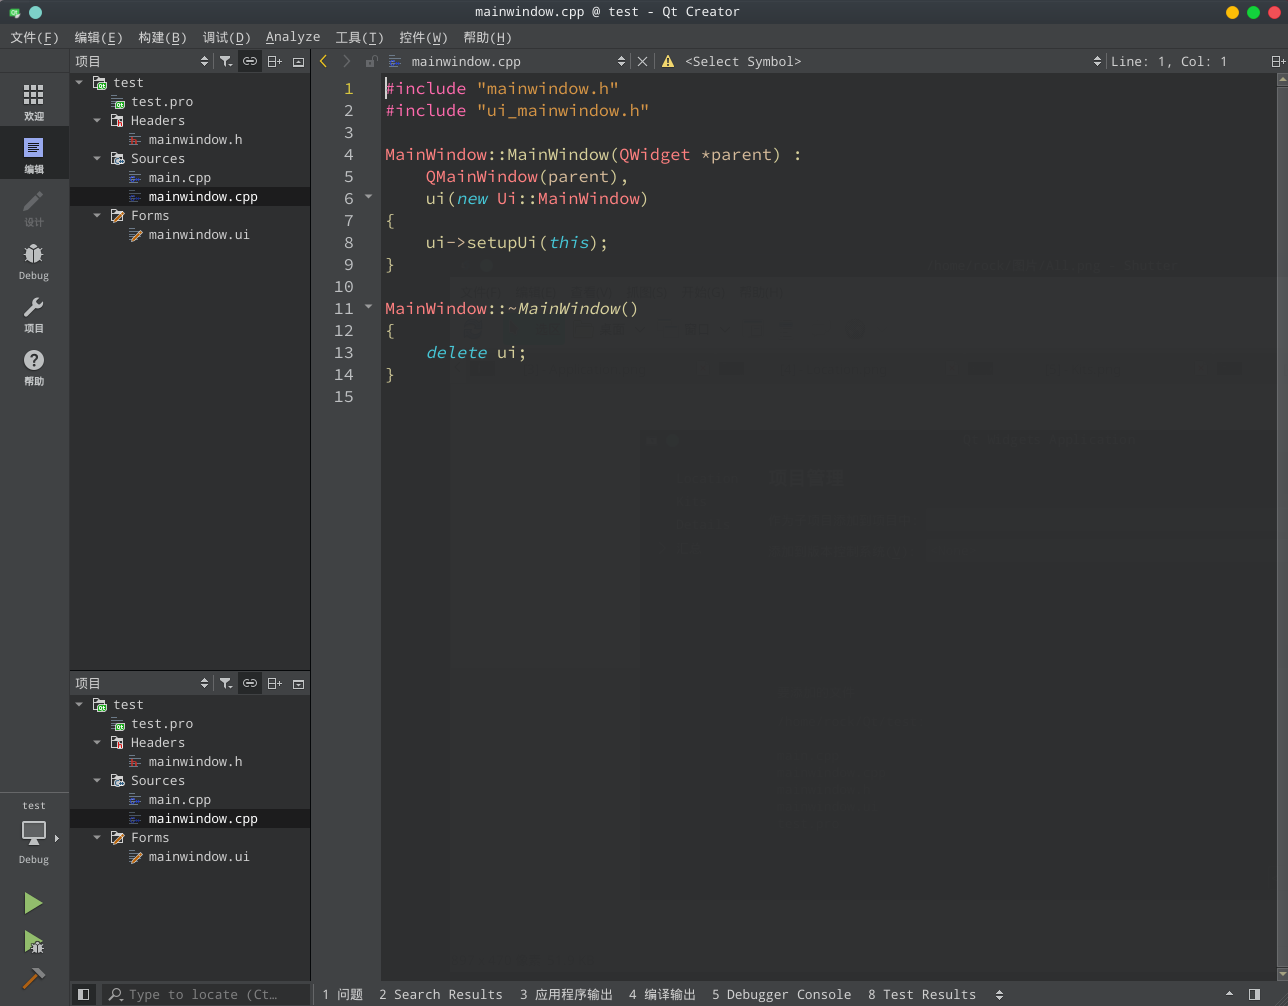 mainwindow.cpp @ test - Qt Creator
文件(F) 编辑(E) 构建(B) 调试(D) Analyze 工具(T) 控件(W) 帮助(H)
欢迎
编辑
设计
Debug
项目
帮助
test
Debug
项目
test
test.pro
Headers
mainwindow.h
Sources
main.cpp
mainwindow.cpp
Forms
mainwindow.ui
项目
test
test.pro
Headers
mainwindow.h
Sources
main.cpp
mainwindow.cpp
Forms
mainwindow.ui
mainwindow.cpp <Select Symbol> Line: 1, Col: 1
1 #include "mainwindow.h"
2 #include "ui_mainwindow.h"
3
4 MainWindow::MainWindow(QWidget *parent) :
5     QMainWindow(parent),
6     ui(new Ui::MainWindow)
7 {
8     ui->setupUi(this);
9 }
10
11 MainWindow::~MainWindow()
12 {
13     delete ui;
14 }
15
Type to locate (Ct… 1 问题 2 Search Results 3 应用程序输出 4 编译输出 5 Debugger Console 8 Test Results